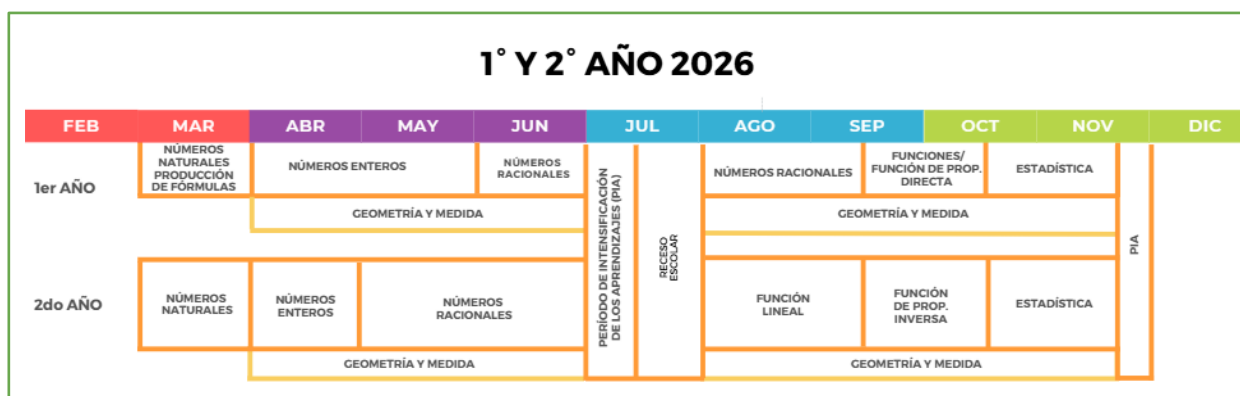 1° Y 2° AÑO 2026
FEB MAR ABR MAY JUN JUL AGO SEP OCT NOV DIC
1er AÑO
NÚMEROS
NATURALES
PRODUCCIÓN
DE FÓRMULAS
NÚMEROS ENTEROS
NÚMEROS
RACIONALES
GEOMETRÍA Y MEDIDA
PERÍODO DE INTENSIFICACIÓN
DE LOS APRENDIZAJES (PIA)
RECESO
ESCOLAR
NÚMEROS RACIONALES
FUNCIONES/
FUNCIÓN DE PROP.
DIRECTA
ESTADÍSTICA
GEOMETRÍA Y MEDIDA
PIA
2do AÑO
NÚMEROS
NATURALES
NÚMEROS
ENTEROS
NÚMEROS
RACIONALES
GEOMETRÍA Y MEDIDA
FUNCIÓN
LINEAL
FUNCIÓN
DE PROP.
INVERSA
ESTADÍSTICA
GEOMETRÍA Y MEDIDA